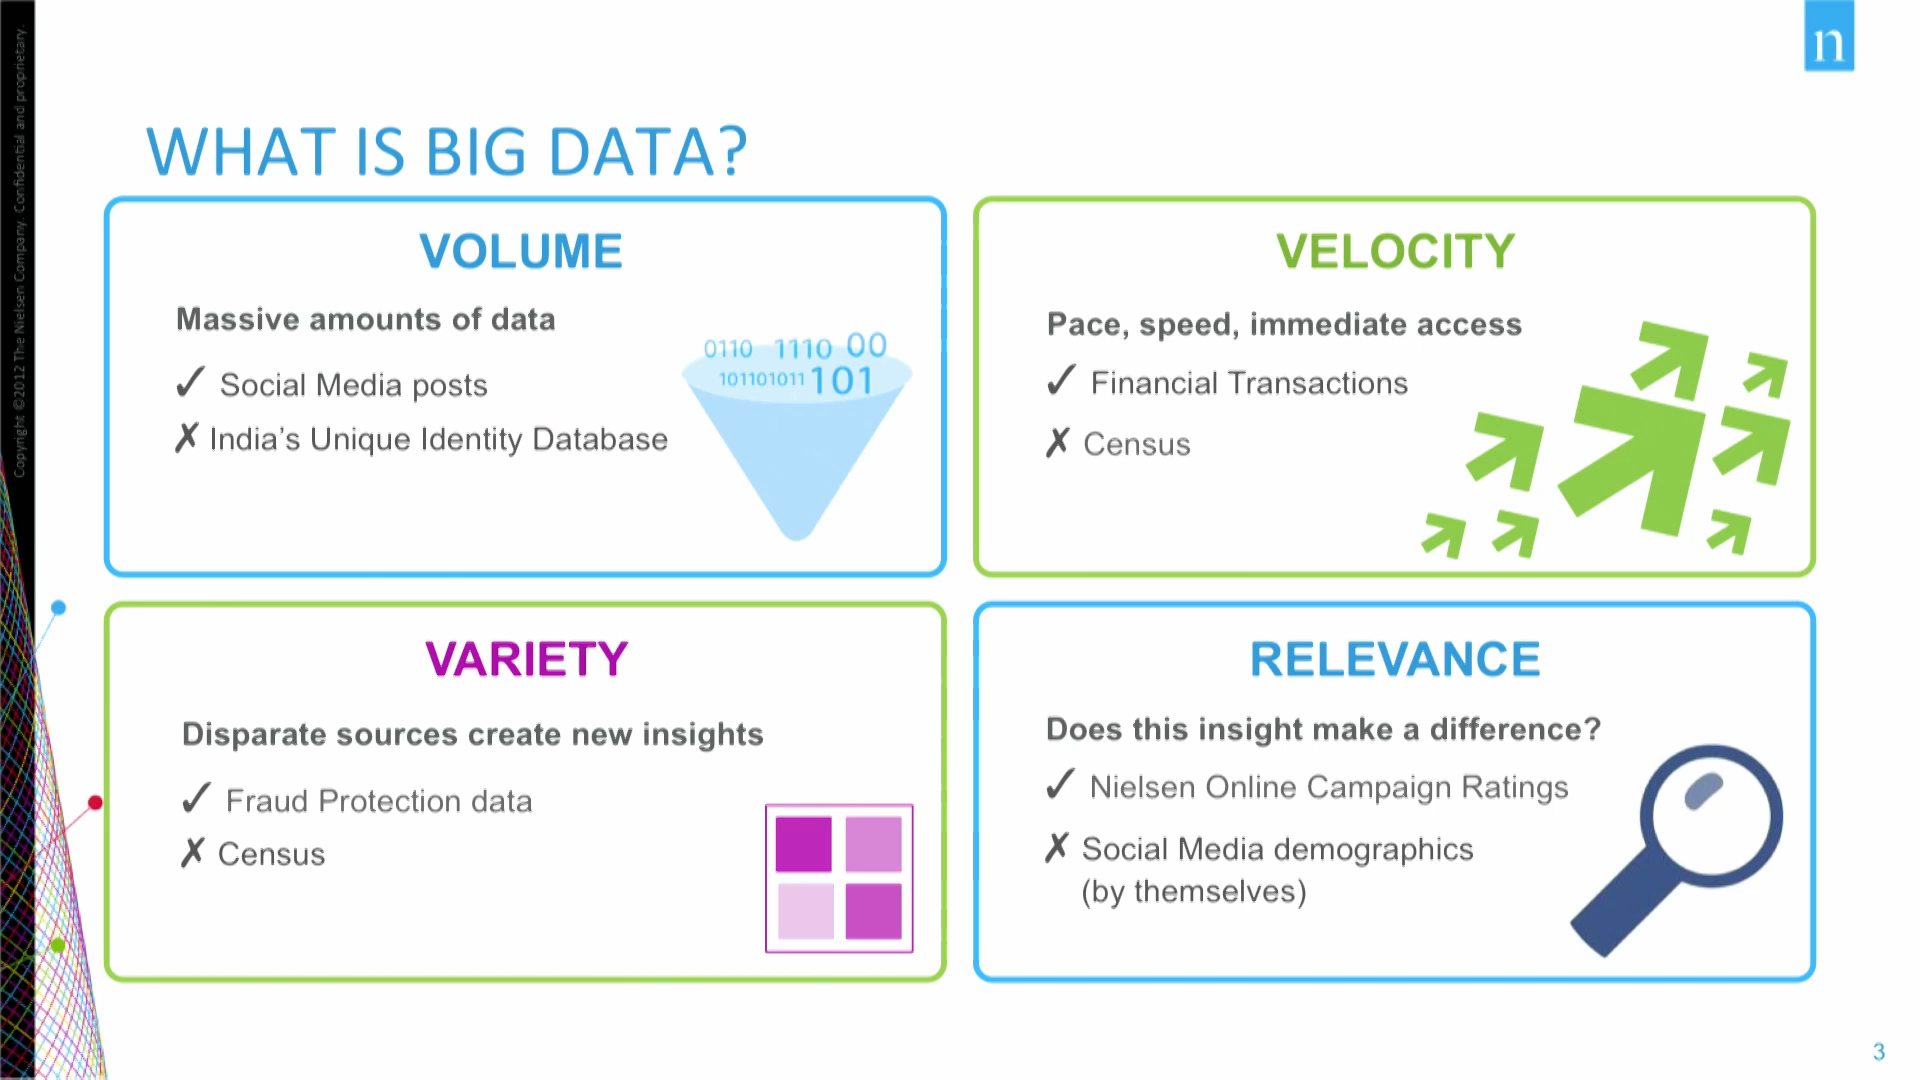 n
WHAT IS BIG DATA?
VOLUME
Massive amounts of data
✓ Social Media posts
✗ India’s Unique Identity Database
0110 1110 00
101101011 101
VELOCITY
Pace, speed, immediate access
✓ Financial Transactions
✗ Census
VARIETY
Disparate sources create new insights
✓ Fraud Protection data
✗ Census
RELEVANCE
Does this insight make a difference?
✓ Nielsen Online Campaign Ratings
✗ Social Media demographics
(by themselves)
Copyright ©2012 The Nielsen Company. Confidential and proprietary.
3